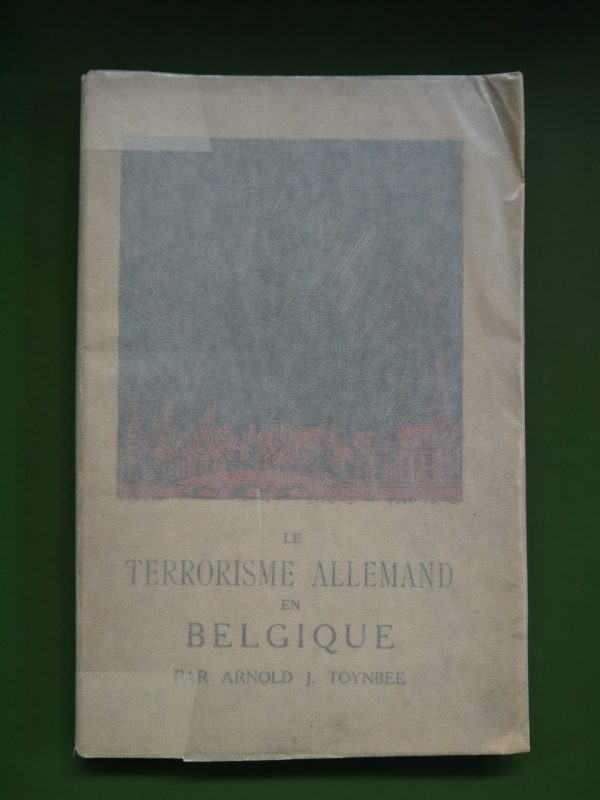 LE
TERRORISME ALLEMAND
EN
BELGIQUE
PAR ARNOLD J. TOYNBEE